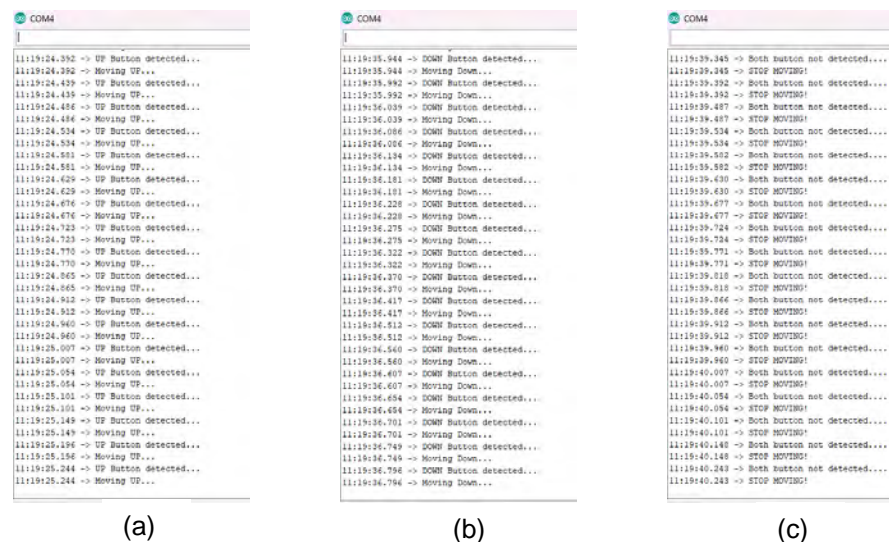 COM4
11:19:24.392 -> UP Button detected...
11:19:24.392 -> Moving UP...
11:19:24.439 -> UP Button detected...
11:19:24.439 -> Moving UP...
11:19:24.486 -> UP Button detected...
11:19:24.486 -> Moving UP...
11:19:24.534 -> UP Button detected...
11:19:24.534 -> Moving UP...
11:19:24.581 -> UP Button detected...
11:19:24.581 -> Moving UP...
11:19:24.629 -> UP Button detected...
11:19:24.629 -> Moving UP...
11:19:24.676 -> UP Button detected...
11:19:24.676 -> Moving UP...
11:19:24.723 -> UP Button detected...
11:19:24.723 -> Moving UP...
11:19:24.770 -> UP Button detected...
11:19:24.770 -> Moving UP...
11:19:24.865 -> UP Button detected...
11:19:24.865 -> Moving UP...
11:19:24.912 -> UP Button detected...
11:19:24.912 -> Moving UP...
11:19:24.960 -> UP Button detected...
11:19:24.960 -> Moving UP...
11:19:25.007 -> UP Button detected...
11:19:25.007 -> Moving UP...
11:19:25.054 -> UP Button detected...
11:19:25.054 -> Moving UP...
11:19:25.101 -> UP Button detected...
11:19:25.101 -> Moving UP...
11:19:25.149 -> UP Button detected...
11:19:25.149 -> Moving UP...
11:19:25.196 -> UP Button detected...
11:19:25.196 -> Moving UP...
11:19:25.244 -> UP Button detected...
11:19:25.244 -> Moving UP...
(a)
COM4
11:19:35.944 -> DOWN Button detected....
11:19:35.944 -> Moving Down...
11:19:35.992 -> DOWN Button detected....
11:19:35.992 -> Moving Down...
11:19:36.039 -> DOWN Button detected....
11:19:36.039 -> Moving Down...
11:19:36.086 -> DOWN Button detected....
11:19:36.086 -> Moving Down...
11:19:36.134 -> DOWN Button detected....
11:19:36.134 -> Moving Down...
11:19:36.181 -> DOWN Button detected....
11:19:36.181 -> Moving Down...
11:19:36.228 -> DOWN Button detected....
11:19:36.228 -> Moving Down...
11:19:36.275 -> DOWN Button detected....
11:19:36.275 -> Moving Down...
11:19:36.322 -> DOWN Button detected....
11:19:36.322 -> Moving Down...
11:19:36.370 -> DOWN Button detected....
11:19:36.370 -> Moving Down...
11:19:36.417 -> DOWN Button detected....
11:19:36.417 -> Moving Down...
11:19:36.512 -> DOWN Button detected....
11:19:36.512 -> Moving Down...
11:19:36.560 -> DOWN Button detected....
11:19:36.560 -> Moving Down...
11:19:36.607 -> DOWN Button detected....
11:19:36.607 -> Moving Down...
11:19:36.654 -> DOWN Button detected....
11:19:36.654 -> Moving Down...
11:19:36.701 -> DOWN Button detected....
11:19:36.701 -> Moving Down...
11:19:36.749 -> DOWN Button detected....
11:19:36.749 -> Moving Down...
11:19:36.796 -> DOWN Button detected....
11:19:36.796 -> Moving Down...
(b)
COM4
11:19:39.345 -> Both button not detected....
11:19:39.345 -> STOP MOVING!
11:19:39.392 -> Both button not detected....
11:19:39.392 -> STOP MOVING!
11:19:39.487 -> Both button not detected....
11:19:39.487 -> STOP MOVING!
11:19:39.534 -> Both button not detected....
11:19:39.534 -> STOP MOVING!
11:19:39.582 -> Both button not detected....
11:19:39.582 -> STOP MOVING!
11:19:39.630 -> Both button not detected....
11:19:39.630 -> STOP MOVING!
11:19:39.677 -> Both button not detected....
11:19:39.677 -> STOP MOVING!
11:19:39.724 -> Both button not detected....
11:19:39.724 -> STOP MOVING!
11:19:39.771 -> Both button not detected....
11:19:39.771 -> STOP MOVING!
11:19:39.818 -> Both button not detected....
11:19:39.818 -> STOP MOVING!
11:19:39.866 -> Both button not detected....
11:19:39.866 -> STOP MOVING!
11:19:39.912 -> Both button not detected....
11:19:39.912 -> STOP MOVING!
11:19:39.960 -> Both button not detected....
11:19:39.960 -> STOP MOVING!
11:19:40.007 -> Both button not detected....
11:19:40.007 -> STOP MOVING!
11:19:40.054 -> Both button not detected....
11:19:40.054 -> STOP MOVING!
11:19:40.101 -> Both button not detected....
11:19:40.101 -> STOP MOVING!
11:19:40.148 -> Both button not detected....
11:19:40.148 -> STOP MOVING!
11:19:40.243 -> Both button not detected....
11:19:40.243 -> STOP MOVING!
(c)